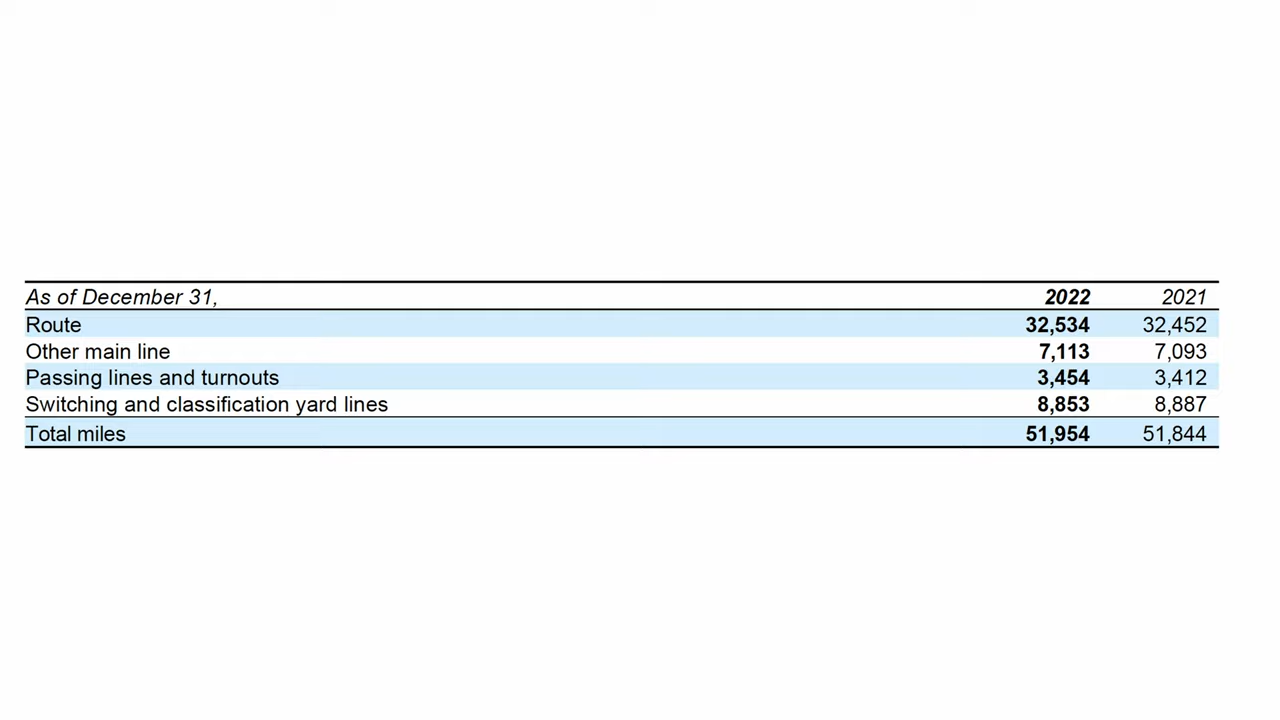 As of December 31, 2022 2021
Route 32,534 32,452
Other main line 7,113 7,093
Passing lines and turnouts 3,454 3,412
Switching and classification yard lines 8,853 8,887
Total miles 51,954 51,844